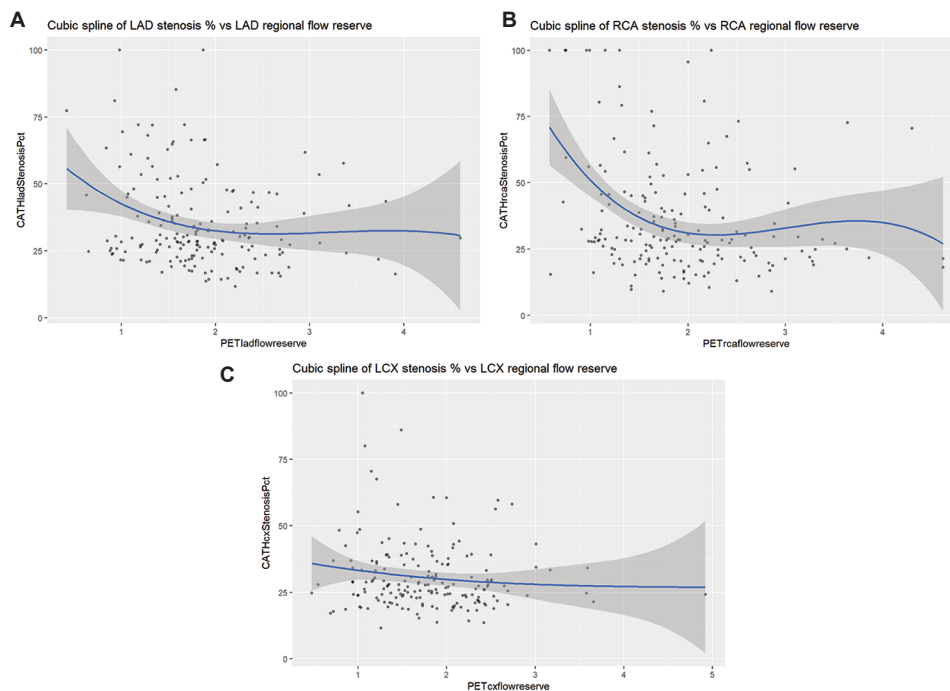 A
Cubic spline of LAD stenosis % vs LAD regional flow reserve
100
75
50
25
0
CATHladStenosisPct
1 2 3 4
PETladflowreserve
B
Cubic spline of RCA stenosis % vs RCA regional flow reserve
100
75
50
25
0
CATHrcaStenosisPct
1 2 3 4
PETrcaflowreserve
C
Cubic spline of LCX stenosis % vs LCX regional flow reserve
100
75
50
25
0
CATHcxStenosisPct
1 2 3 4 5
PETcxflowreserve